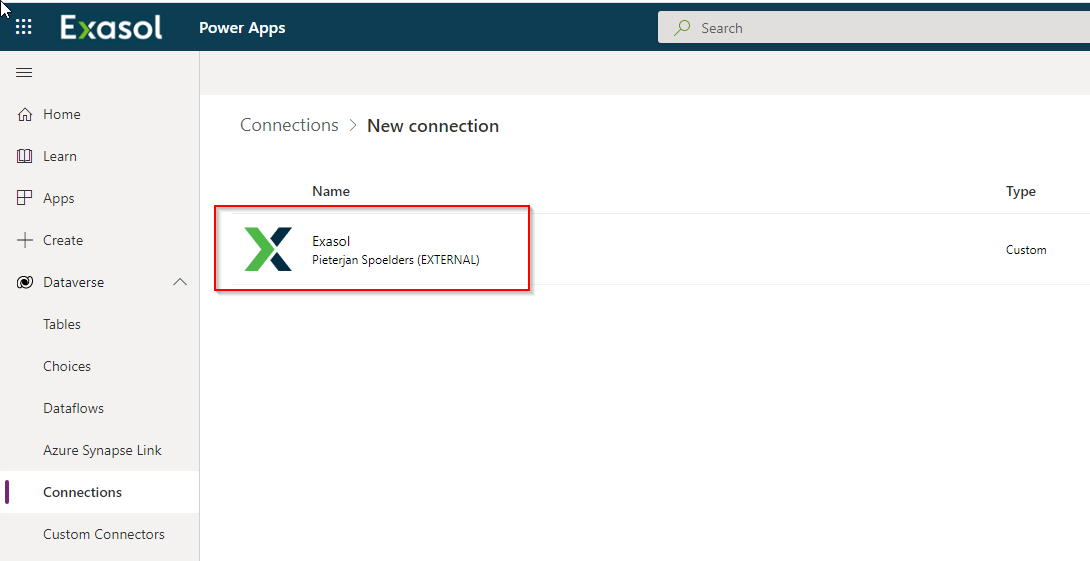 Exasol Power Apps Search
Home
Learn
Apps
Create
Dataverse
Tables
Choices
Dataflows
Azure Synapse Link
Connections
Custom Connectors
Connections > New connection
Name Type
Exasol
Pieterjan Spoelders (EXTERNAL)
Custom